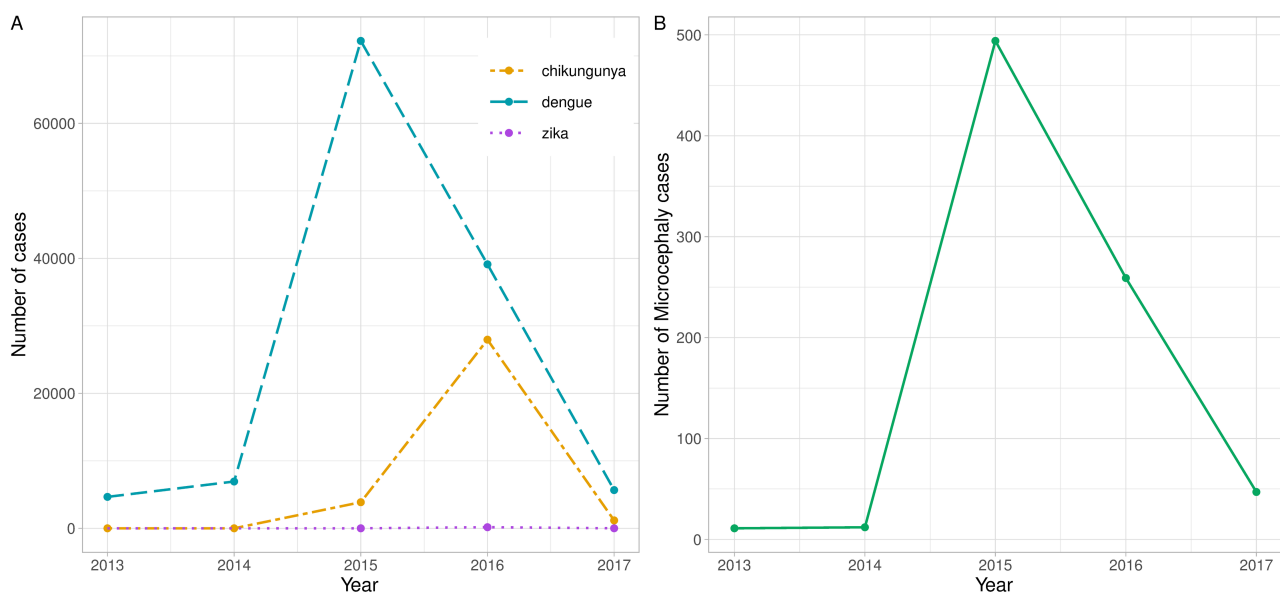 A
Number of cases
60000
40000
20000
0
2013 2014 2015 2016 2017
Year
chikungunya
dengue
zika
B
Number of Microcephaly cases
500
400
300
200
100
0
2013 2014 2015 2016 2017
Year